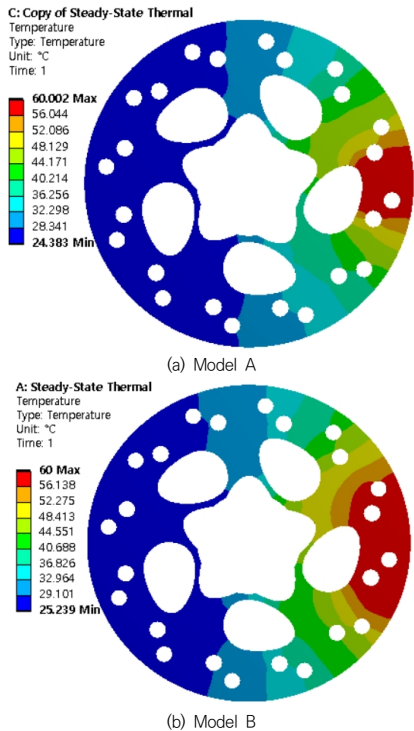 C: Copy of Steady-State Thermal
Temperature
Type: Temperature
Unit: °C
Time: 1
60.002 Max
56.044
52.086
48.129
44.171
40.214
36.256
32.298
28.341
24.383 Min
(a) Model A
A: Steady-State Thermal
Temperature
Type: Temperature
Unit: °C
Time: 1
60 Max
56.138
52.275
48.413
44.551
40.688
36.826
32.964
29.101
25.239 Min
(b) Model B